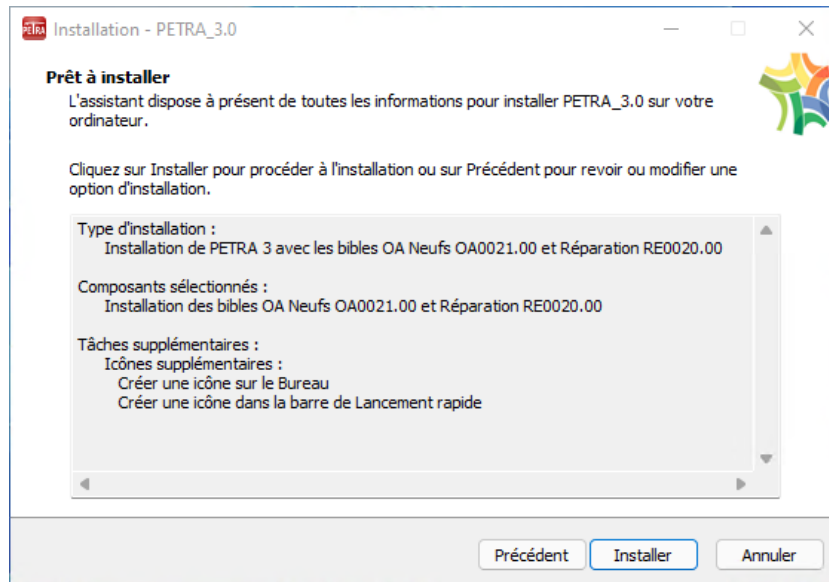 PETRA Installation - PETRA_3.0
Prêt à installer
L'assistant dispose à présent de toutes les informations pour installer PETRA_3.0 sur votre
ordinateur.
Cliquez sur Installer pour procéder à l'installation ou sur Précédent pour revoir ou modifier une
option d'installation.
Type d'installation :
Installation de PETRA 3 avec les bibles OA Neufs OA0021.00 et Réparation RE0020.00
Composants sélectionnés :
Installation des bibles OA Neufs OA0021.00 et Réparation RE0020.00
Tâches supplémentaires :
Icônes supplémentaires :
Créer une icône sur le Bureau
Créer une icône dans la barre de Lancement rapide
Précédent Installer Annuler